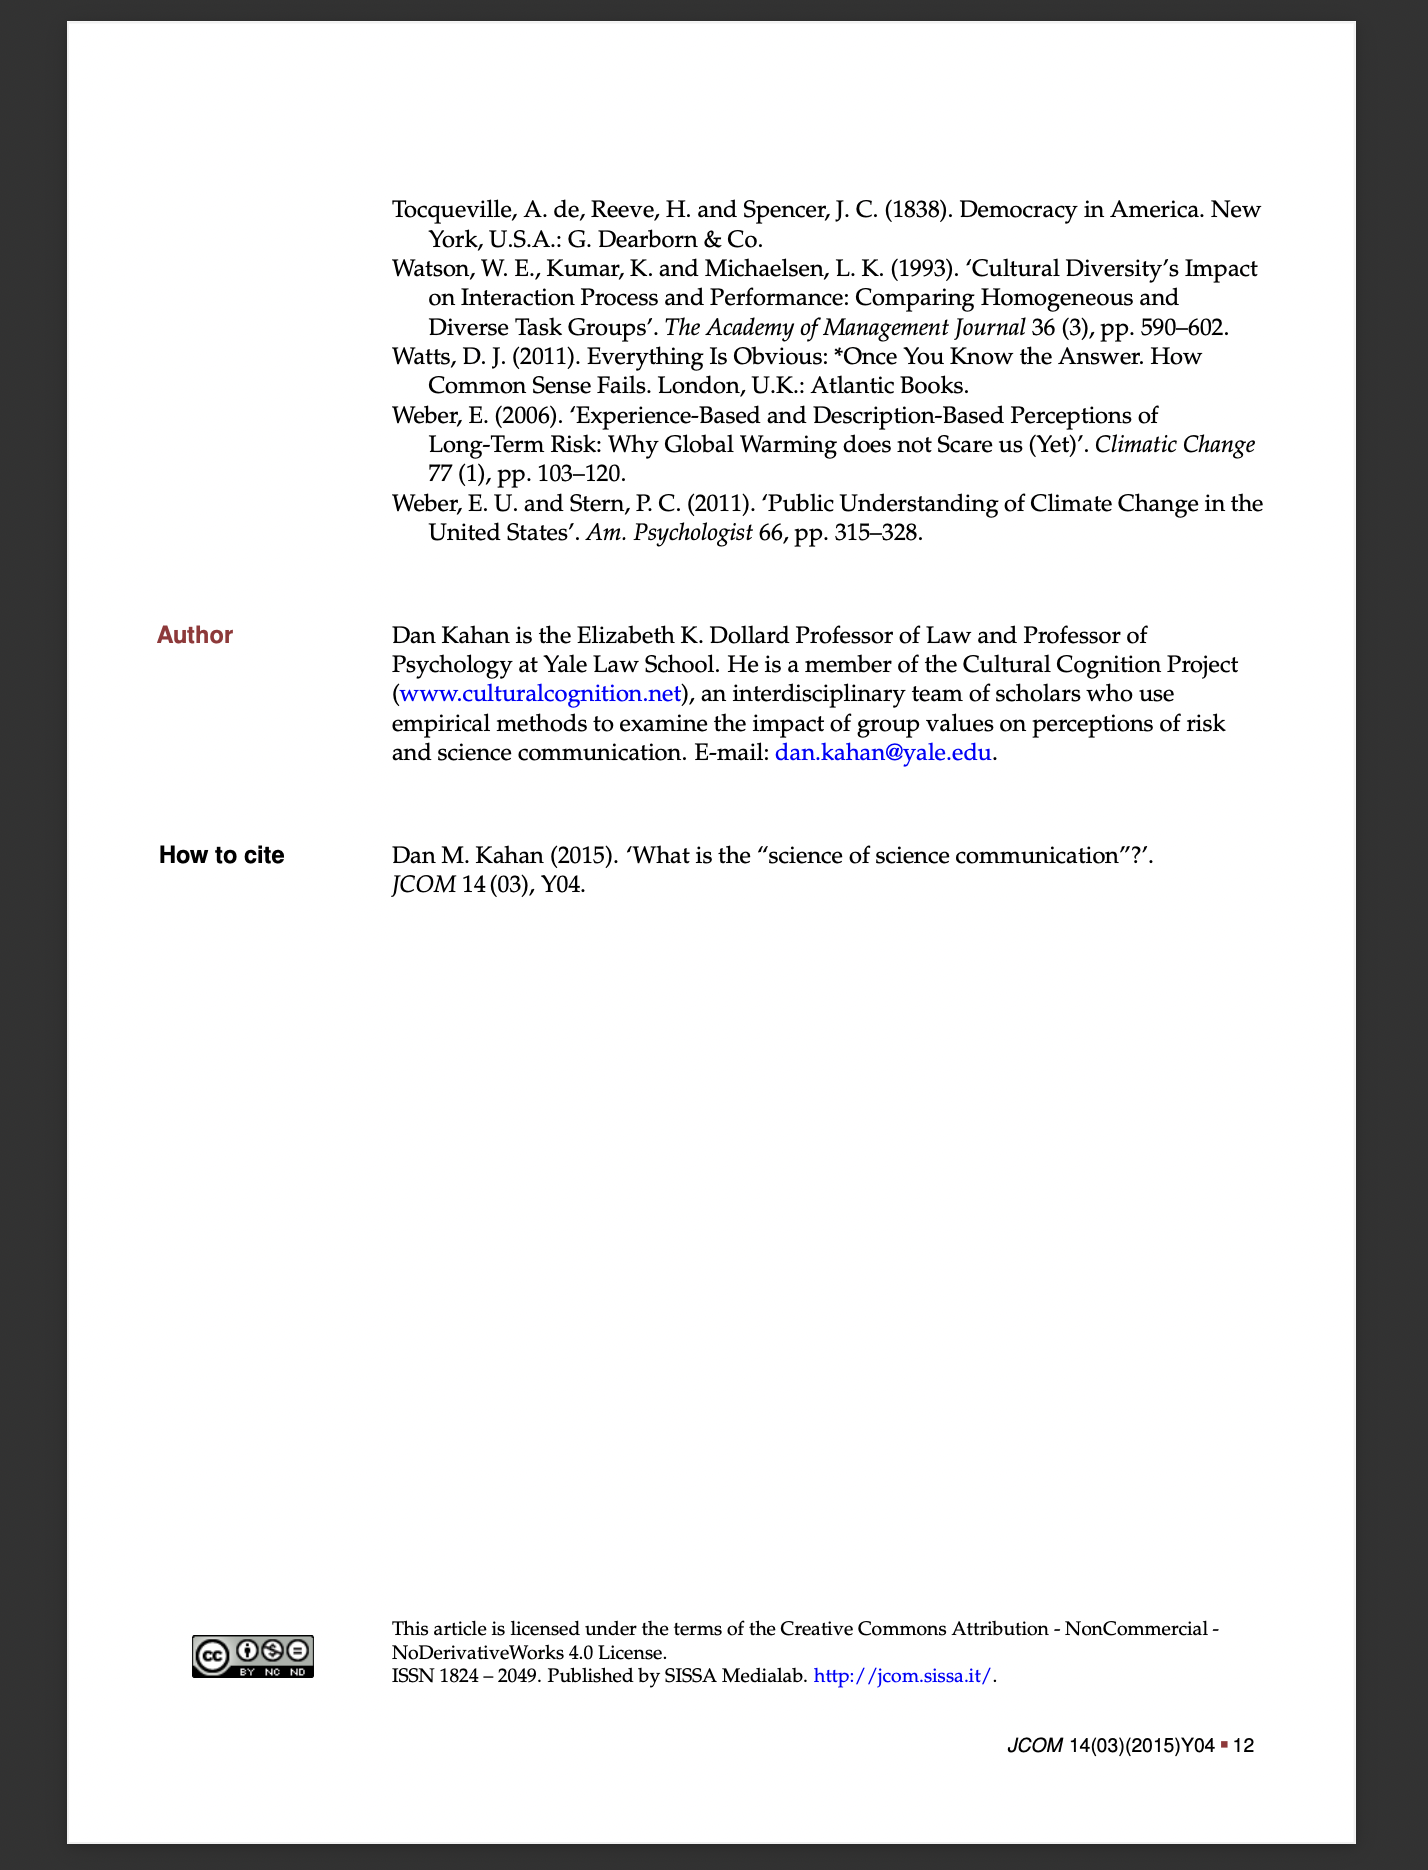 Tocqueville, A. de, Reeve, H. and Spencer, J. C. (1838). Democracy in America. New
York, U.S.A.: G. Dearborn & Co.
Watson, W. E., Kumar, K. and Michaelsen, L. K. (1993). ‘Cultural Diversity’s Impact
on Interaction Process and Performance: Comparing Homogeneous and
Diverse Task Groups’. The Academy of Management Journal 36 (3), pp. 590–602.
Watts, D. J. (2011). Everything Is Obvious: *Once You Know the Answer. How
Common Sense Fails. London, U.K.: Atlantic Books.
Weber, E. (2006). ‘Experience-Based and Description-Based Perceptions of
Long-Term Risk: Why Global Warming does not Scare us (Yet)’. Climatic Change
77 (1), pp. 103–120.
Weber, E. U. and Stern, P. C. (2011). ‘Public Understanding of Climate Change in the
United States’. Am. Psychologist 66, pp. 315–328.
Author
Dan Kahan is the Elizabeth K. Dollard Professor of Law and Professor of
Psychology at Yale Law School. He is a member of the Cultural Cognition Project
(www.culturalcognition.net), an interdisciplinary team of scholars who use
empirical methods to examine the impact of group values on perceptions of risk
and science communication. E-mail: dan.kahan@yale.edu.
How to cite
Dan M. Kahan (2015). ‘What is the “science of science communication”?’.
JCOM 14 (03), Y04.
This article is licensed under the terms of the Creative Commons Attribution - NonCommercial -
NoDerivativeWorks 4.0 License.
ISSN 1824 – 2049. Published by SISSA Medialab. http://jcom.sissa.it/.
cc
BY NC ND
JCOM 14(03)(2015)Y04 ▪ 12